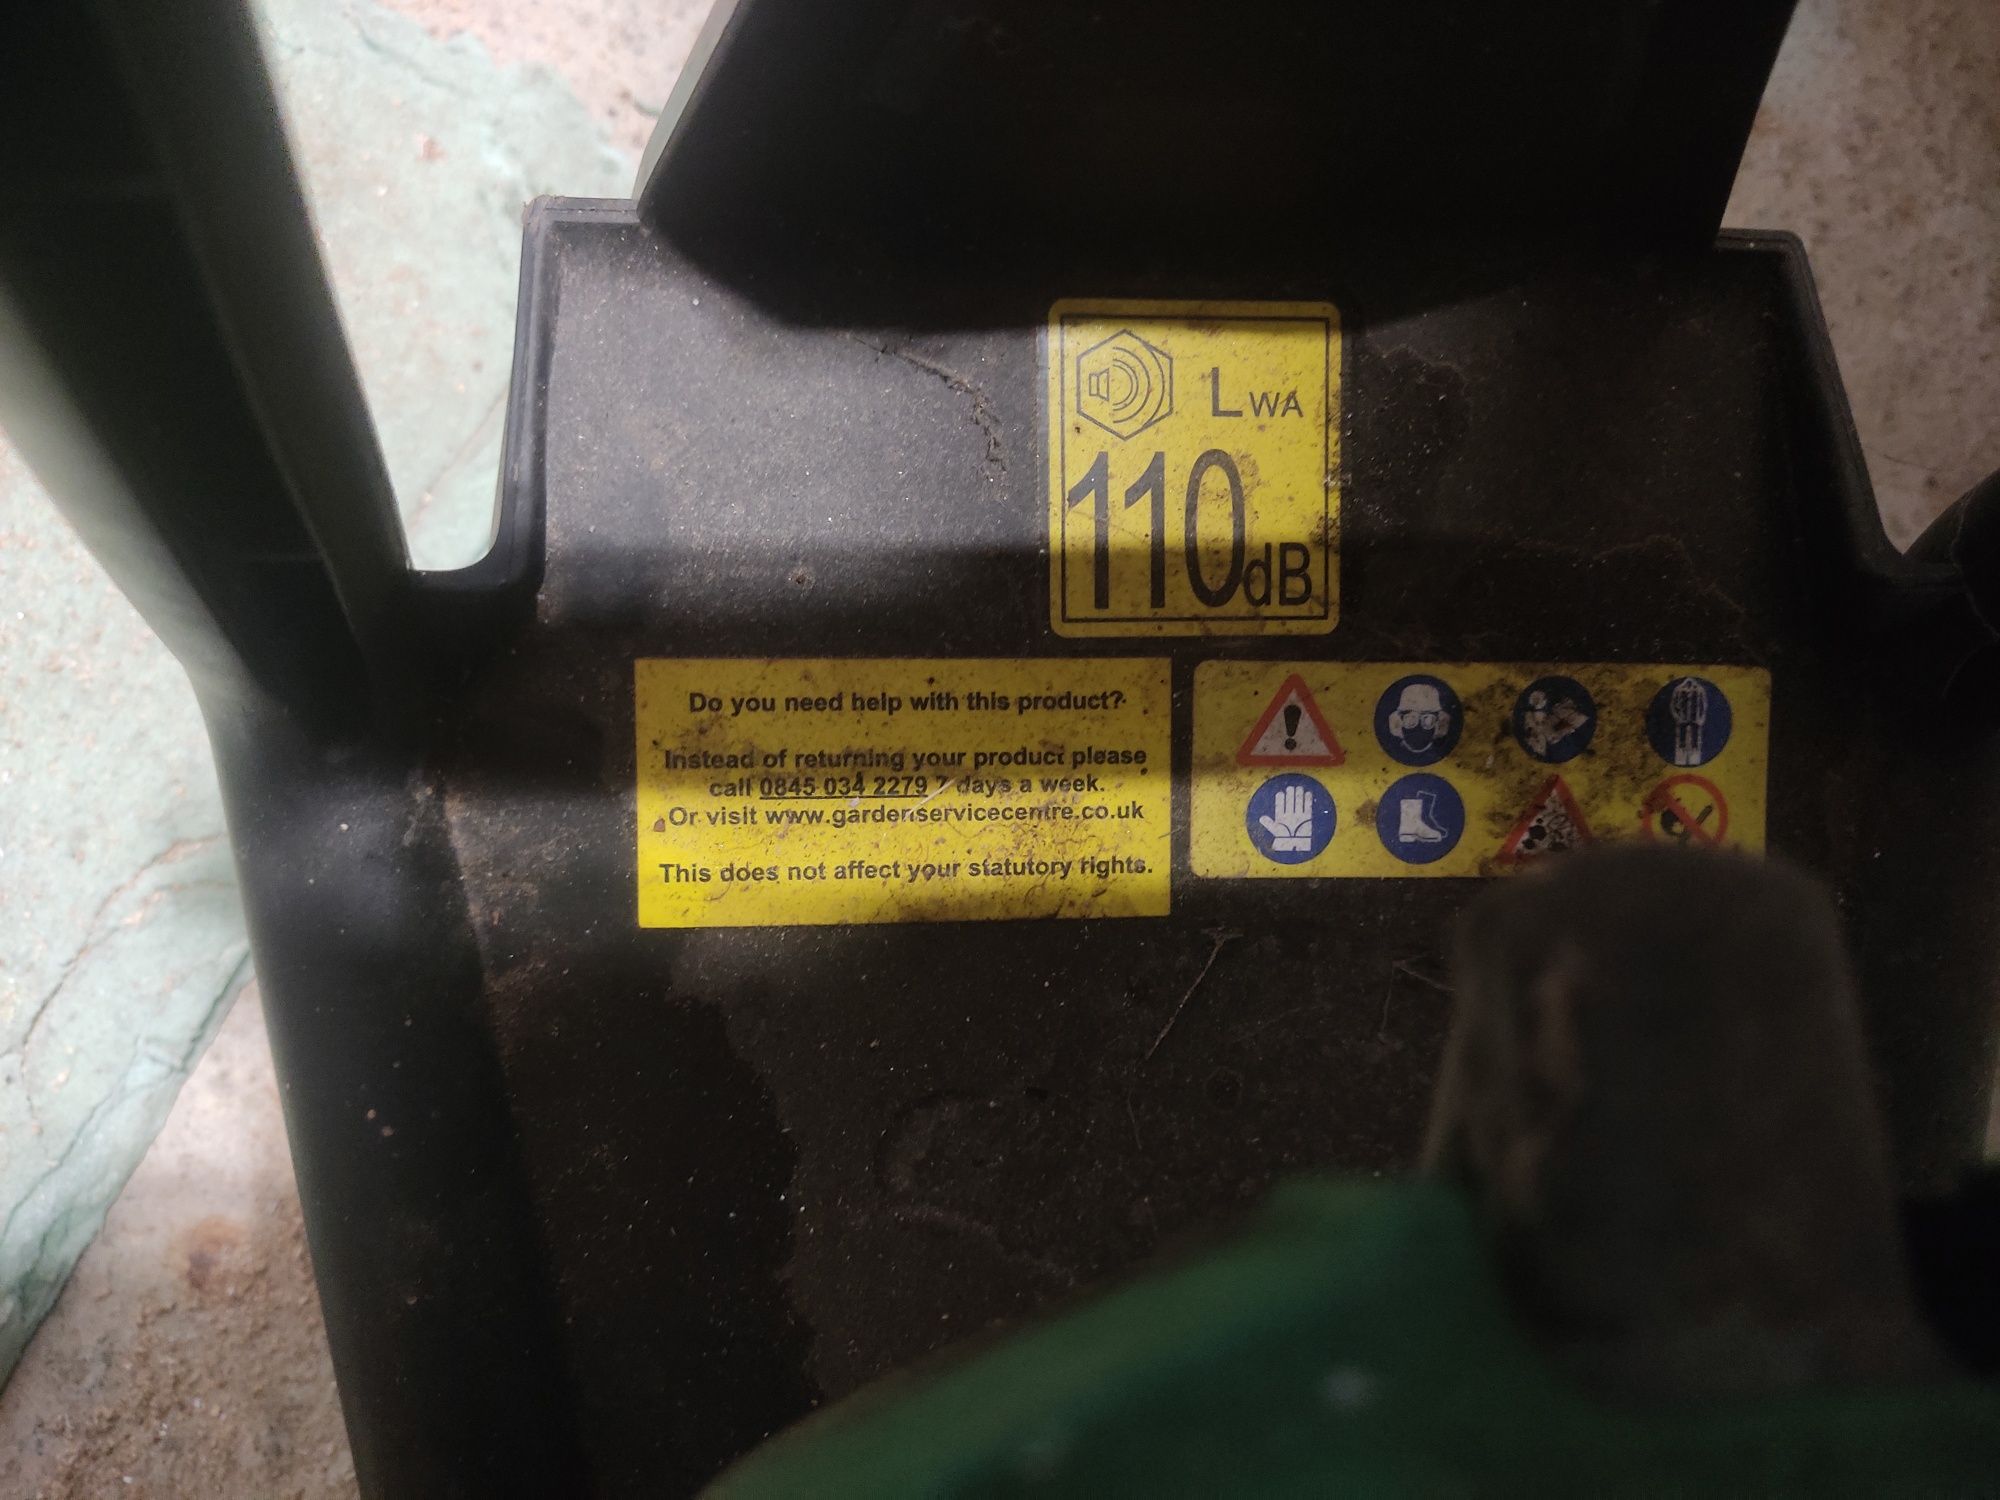 LWA
110dB
Do you need help with this product?
Instead of returning your product please
call 0845 034 2279 7 days a week.
Or visit www.gardenservicecentre.co.uk
This does not affect your statutory rights.